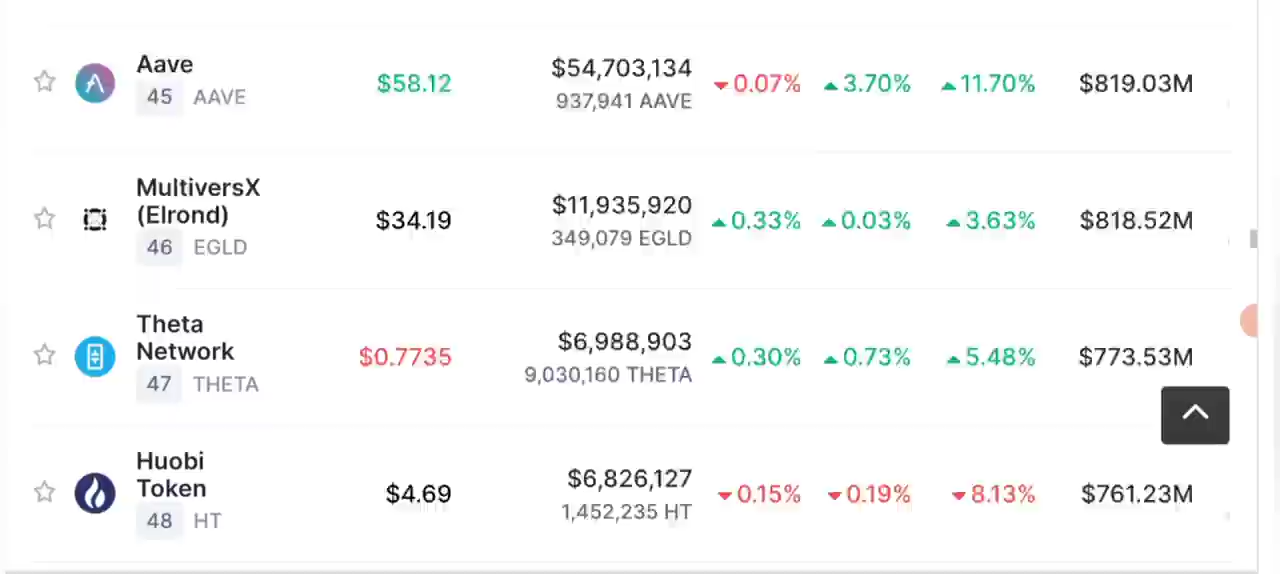 Aave
45 AAVE
$58.12
$54,703,134
937,941 AAVE
0.07%
3.70%
11.70%
$819.03M
MultiversX
(Elrond)
46 EGLD
$34.19
$11,935,920
349,079 EGLD
0.33%
0.03%
3.63%
$818.52M
Theta
Network
47 THETA
$0.7735
$6,988,903
9,030,160 THETA
0.30%
0.73%
5.48%
$773.53M
Huobi
Token
48 HT
$4.69
$6,826,127
1,452,235 HT
0.15%
0.19%
8.13%
$761.23M